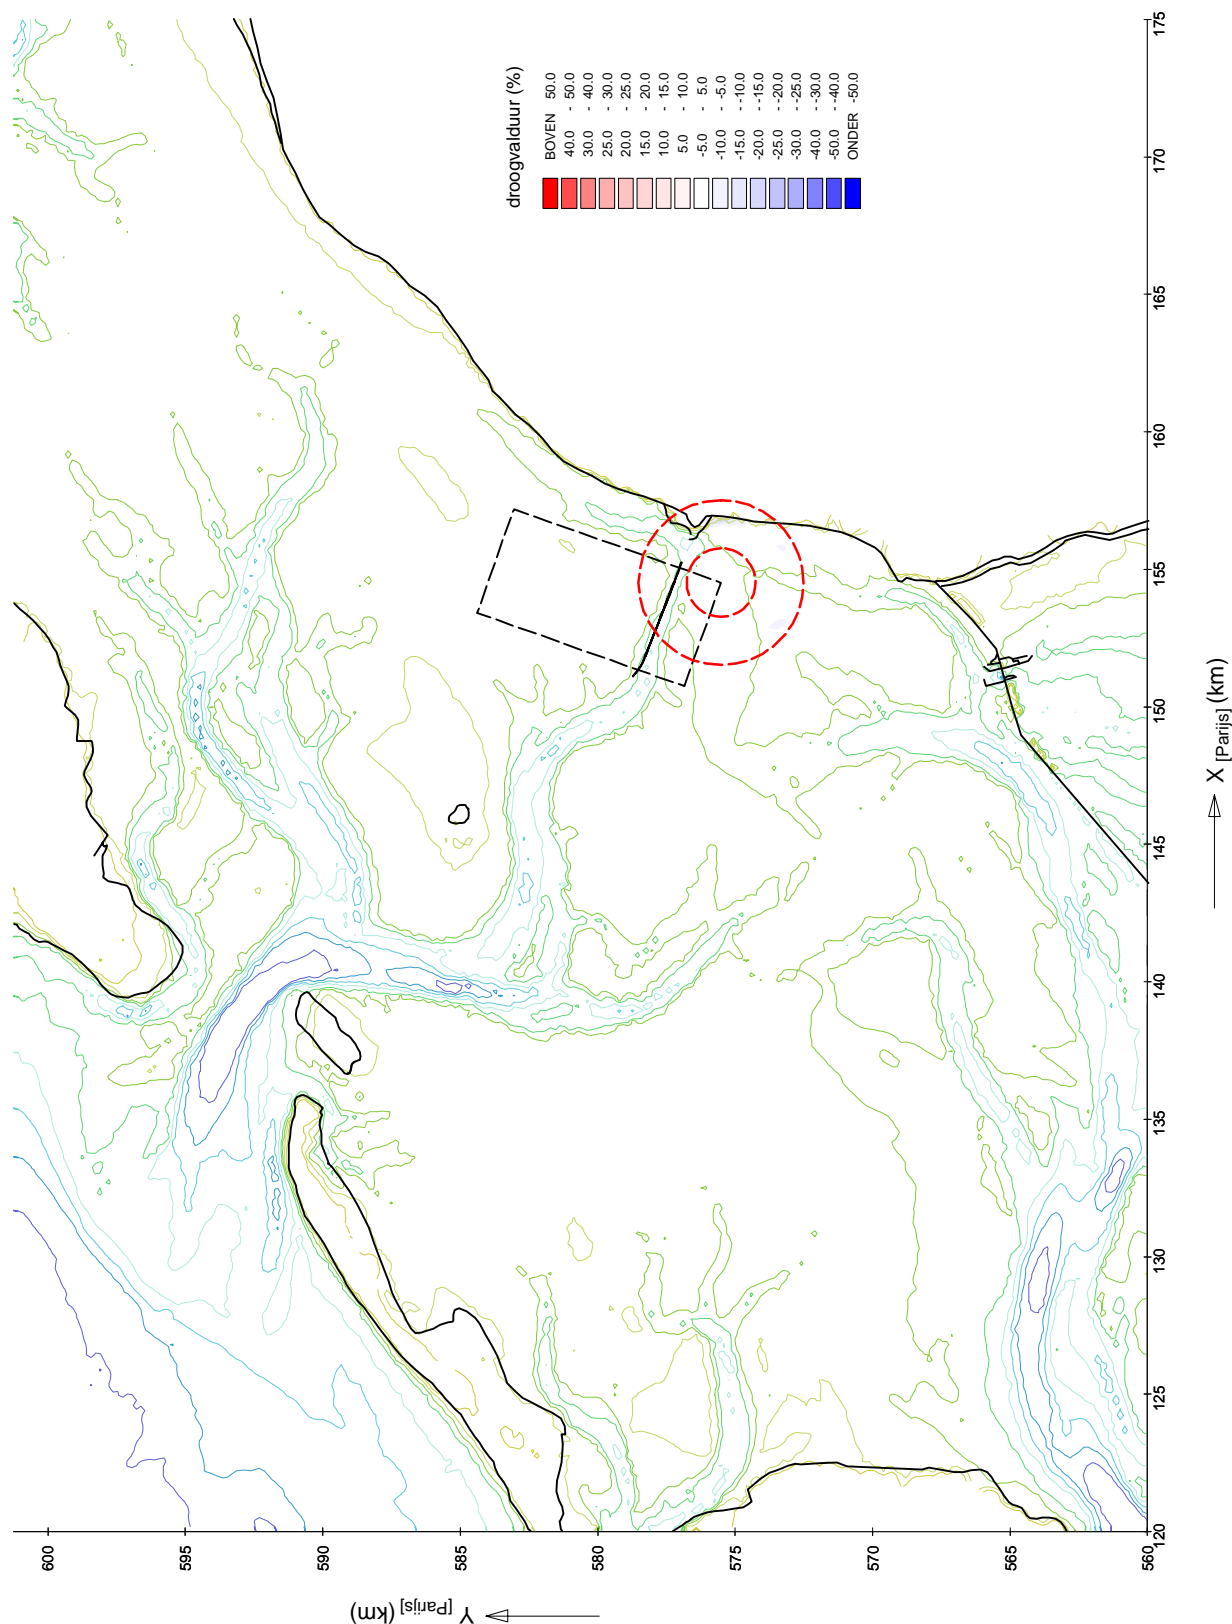 droogvalduur (%)
BOVEN 50.0
40.0 - 50.0
30.0 - 40.0
25.0 - 30.0
20.0 - 25.0
15.0 - 20.0
10.0 - 15.0
5.0 - 10.0
-5.0 - 5.0
-10.0 - -5.0
-15.0 - -10.0
-20.0 - -15.0
-25.0 - -20.0
-30.0 - -25.0
-40.0 - -30.0
-50.0 - -40.0
ONDER -50.0
600
595
590
585
580
575
570
565
560
Y [Parijs] (km)
120
125
130
135
140
145
150
155
160
165
170
175
X [Parijs] (km)